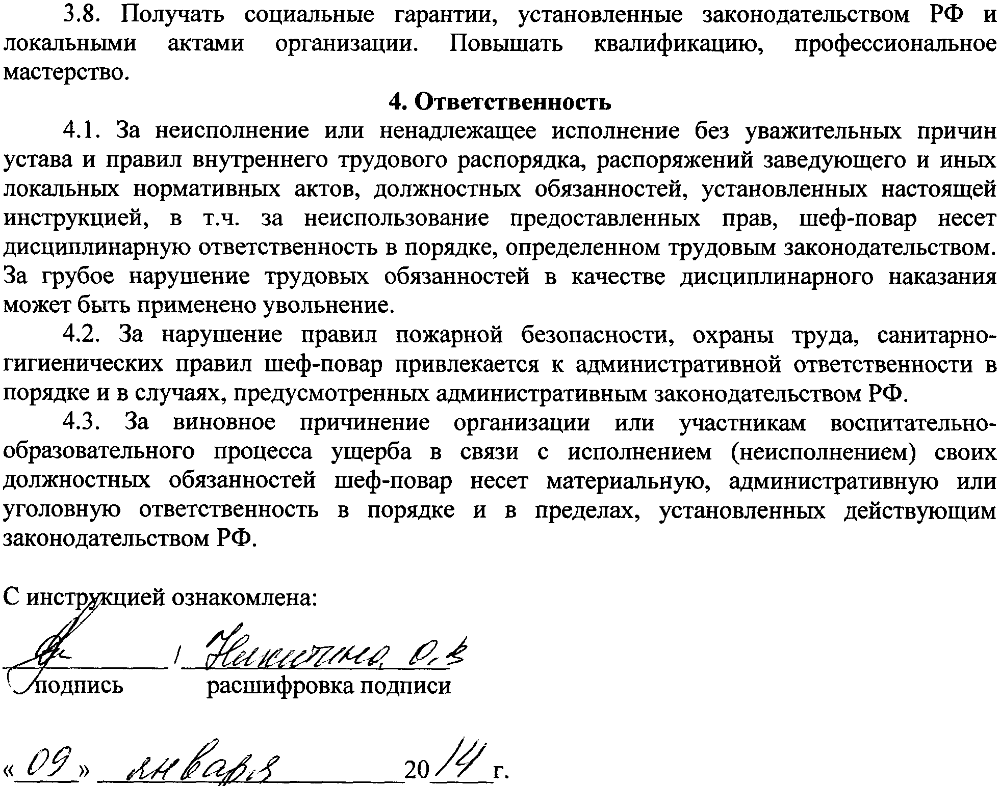 3.8. Получать социальные гарантии, установленные законодательством РФ и
локальными актами организации. Повышать квалификацию, профессиональное
мастерство.
4. Ответственность
4.1. За неисполнение или ненадлежащее исполнение без уважительных причин
устава и правил внутреннего трудового распорядка, распоряжений заведующего и иных
локальных нормативных актов, должностных обязанностей, установленных настоящей
инструкцией, в т.ч. за неиспользование предоставленных прав, шеф-повар несет
дисциплинарную ответственность в порядке, определенном трудовым законодательством.
За грубое нарушение трудовых обязанностей в качестве дисциплинарного наказания
может быть применено увольнение.
4.2. За нарушение правил пожарной безопасности, охраны труда, санитарно-
гигиенических правил шеф-повар привлекается к административной ответственности в
порядке и в случаях, предусмотренных административным законодательством РФ.
4.3. За виновное причинение организации или участникам воспитательно-
образовательного процесса ущерба в связи с исполнением (неисполнением) своих
должностных обязанностей шеф-повар несет материальную, административную или
уголовную ответственность в порядке и в пределах, установленных действующим
законодательством РФ.
С инструкцией ознакомлена:
/ Никитина О.В
подпись расшифровка подписи
«09» января 2014 г.